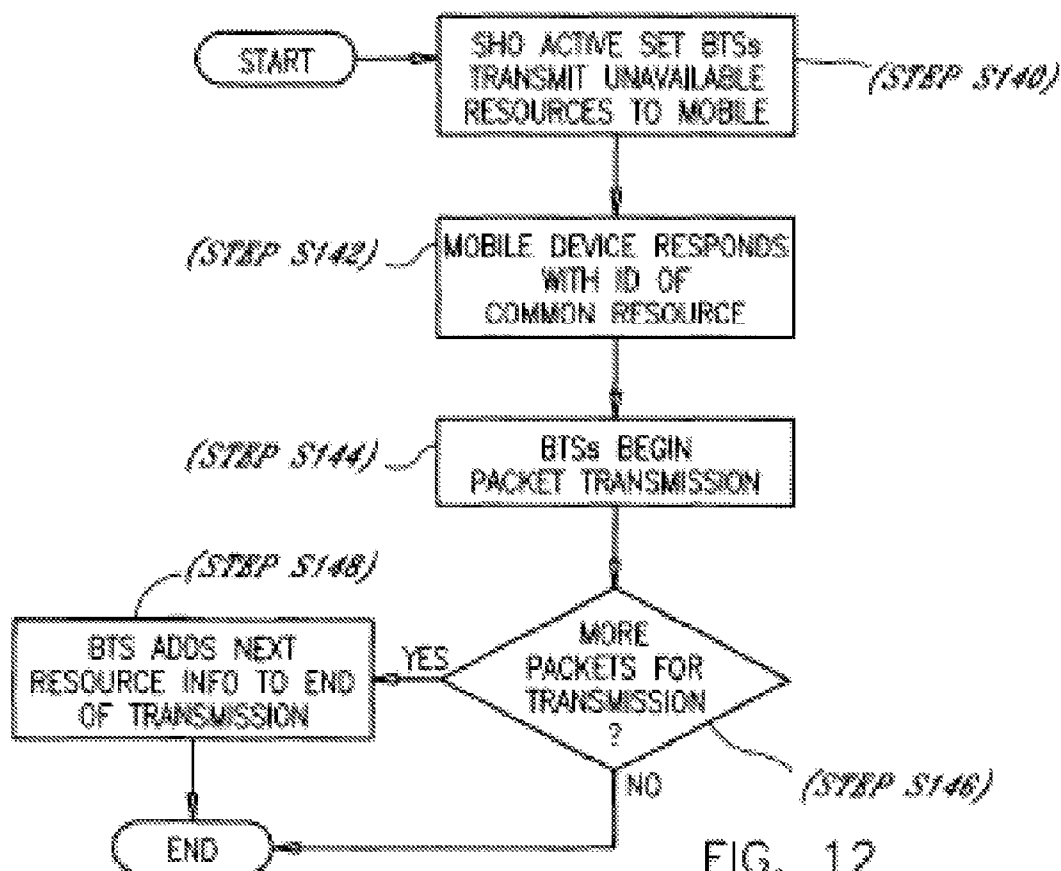 START
SHO ACTIVE SET BTSs
TRANSMIT UNAVAILABLE
RESOURCES TO MOBILE
(STEP S140)
(STEP S142)
MOBILE DEVICE RESPONDS
WITH ID OF
COMMON RESOURCE
(STEP S144)
BTSs BEGIN
PACKET TRANSMISSION
(STEP S148)
BTS ADDS NEXT
RESOURCE INFO TO END
OF TRANSMISSION
YES
MORE
PACKETS FOR
TRANSMISSION
?
NO
(STEP S146)
END
FIG. 12